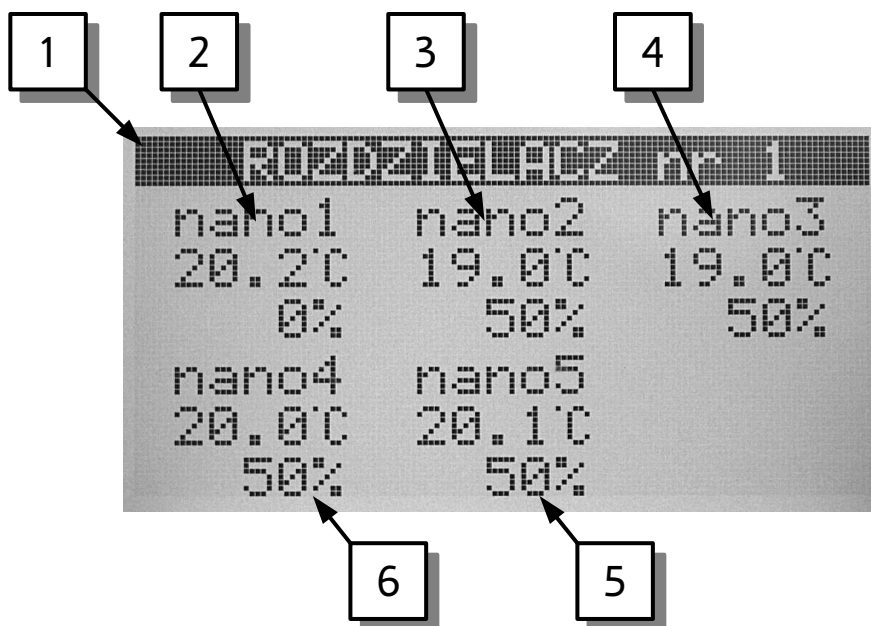 1 2 3 4
ROZDZIELACZ nr 1
nano1 nano2 nano3
20.2°C 19.0°C 19.0°C
0% 50% 50%
nano4 nano5
20.0°C 20.1°C
50% 50%
6 5